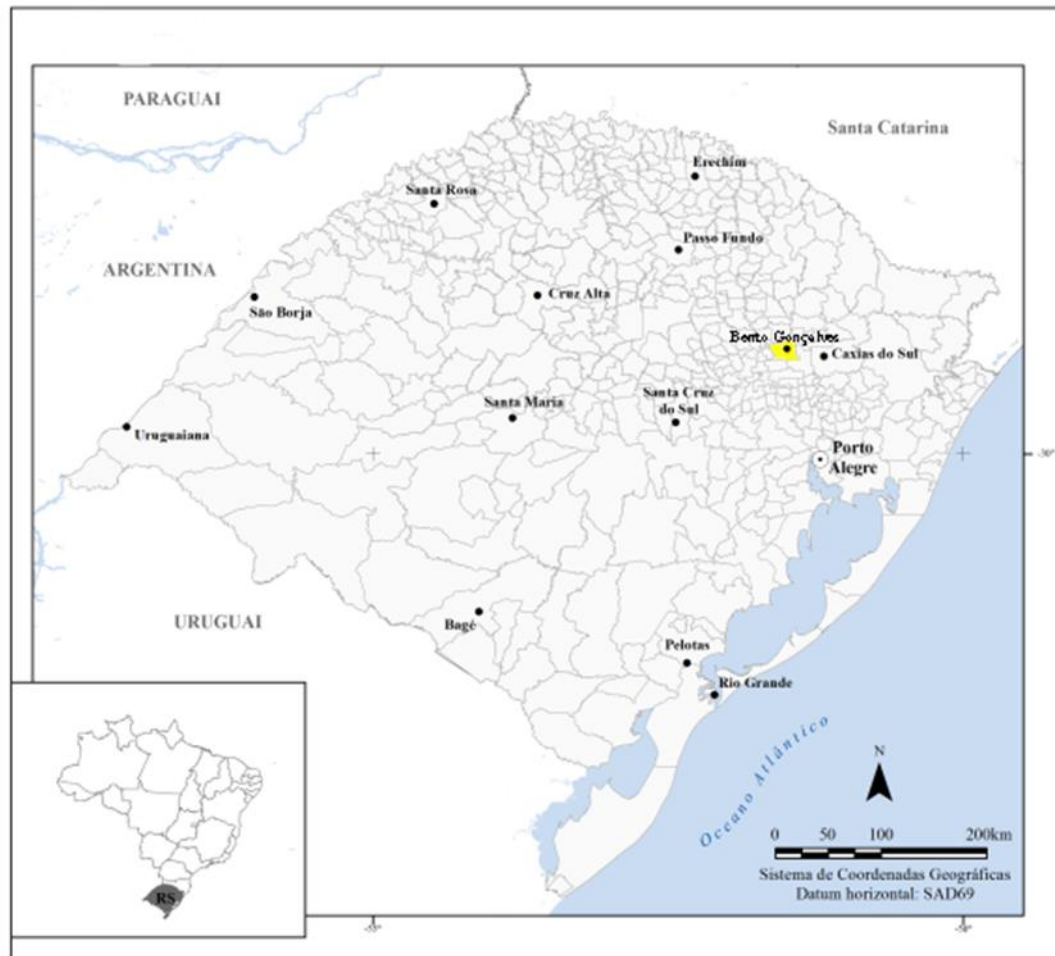 PARAGUAI
Santa Catarina
Erechim
Santa Rosa
Passo Fundo
ARGENTINA
Cruz Alta
São Borja
Bento Gonçalves
Caxias do Sul
Santa Cruz
do Sul
Santa Maria
Uruguaiana
Porto
Alegre
-30°
URUGUAI
Bagé
Pelotas
Rio Grande
Oceano Atlântico
N
0 50 100 200km
Sistema de Coordenadas Geográficas
Datum horizontal: SAD69
RS